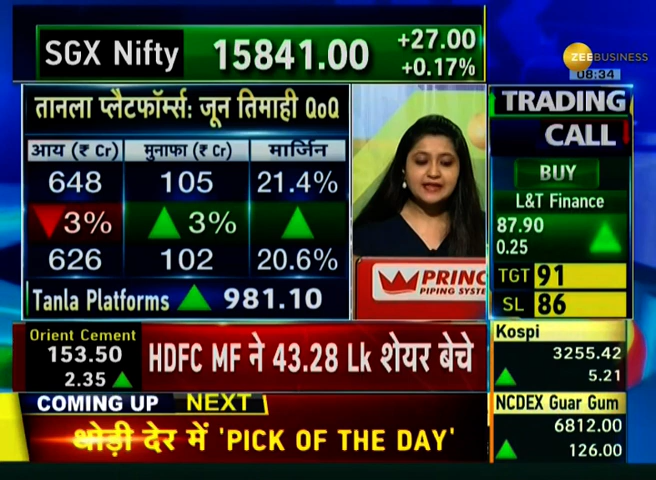 SGX Nifty 15841.00 +27.00 +0.17%
ZEE BUSINESS
08:34
तानला प्लैटफॉर्म्स: जून तिमाही QoQ
आय (₹ Cr) मुनाफा (₹ Cr) मार्जिन
648 105 21.4%
3% 3%
626 102 20.6%
Tanla Platforms 981.10
PRINC
PIPING SYSTE
TRADING
CALL
BUY
L&T Finance
87.90
0.25
TGT 91
SL 86
Orient Cement
153.50
2.35
HDFC MF ने 43.28 Lk शेयर बेचे
Kospi
3255.42
5.21
COMING UP NEXT
थोड़ी देर में 'PICK OF THE DAY'
NCDEX Guar Gum
6812.00
126.00